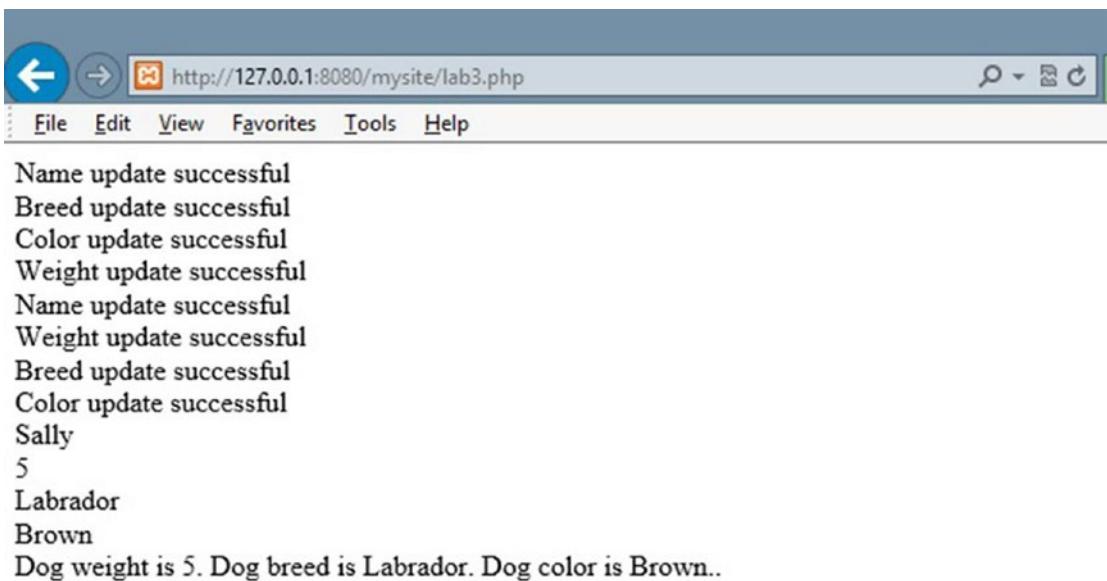 http://127.0.0.1:8080/mysite/lab3.php
File Edit View Favorites Tools Help
Name update successful
Breed update successful
Color update successful
Weight update successful
Name update successful
Weight update successful
Breed update successful
Color update successful
Sally
5
Labrador
Brown
Dog weight is 5. Dog breed is Labrador. Dog color is Brown..